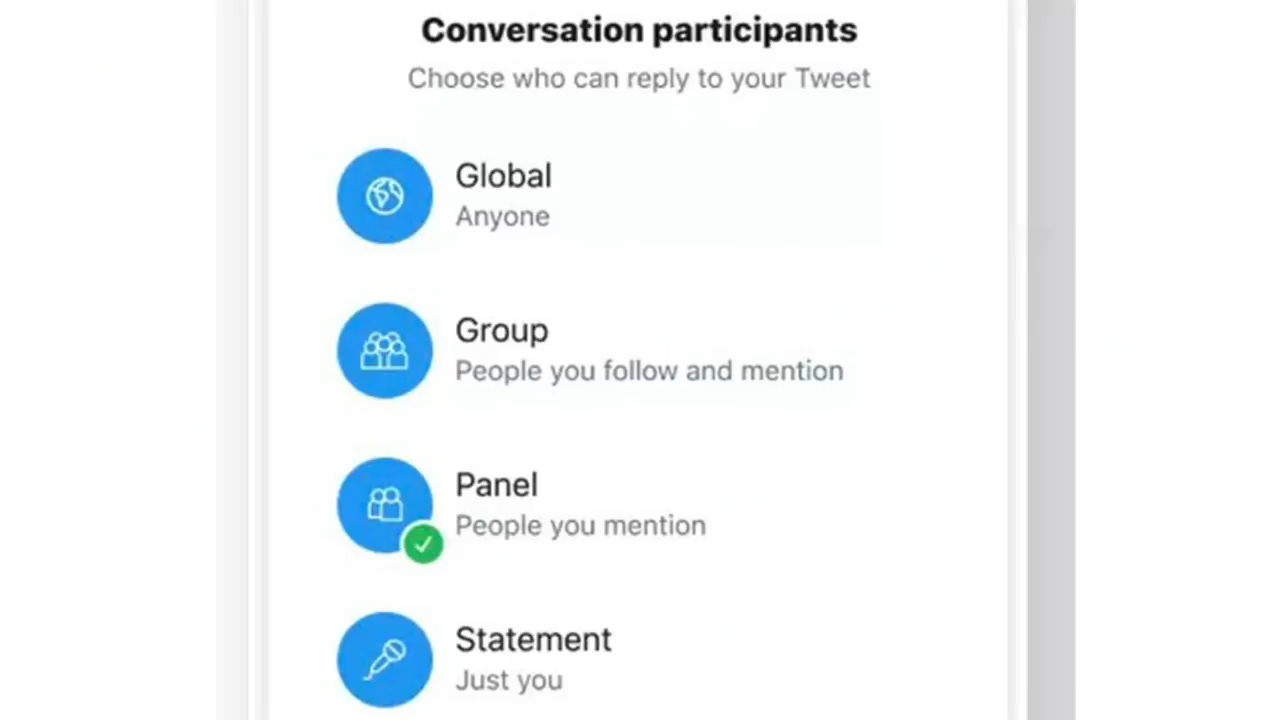 Conversation participants
Choose who can reply to your Tweet
Global
Anyone
Group
People you follow and mention
Panel
People you mention
Statement
Just you